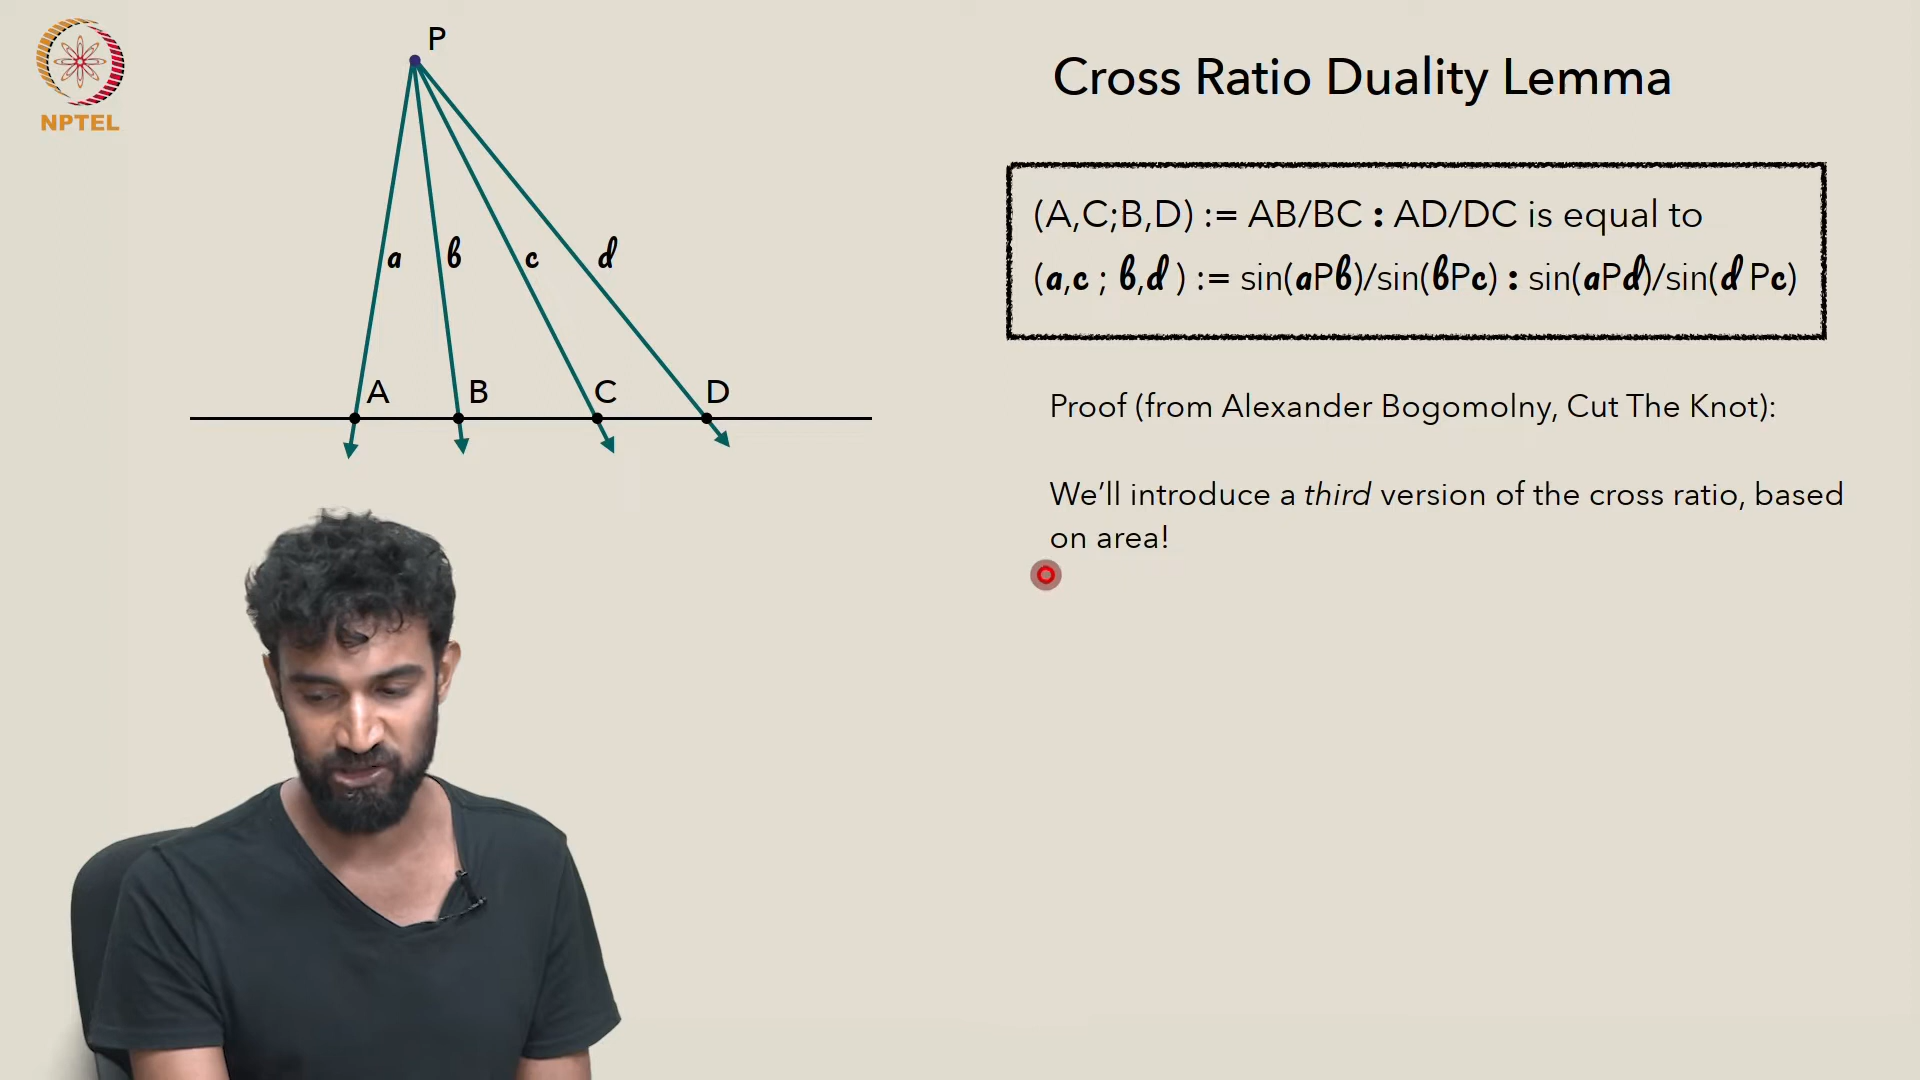 NPTEL
P
a b c d
A B C D
Cross Ratio Duality Lemma
(A,C;B,D) := AB/BC : AD/DC is equal to
(a,c ; b,d ) := sin(aPb)/sin(bPc) : sin(aPd)/sin(d Pc)
Proof (from Alexander Bogomolny, Cut The Knot):
We’ll introduce a third version of the cross ratio, based
on area!